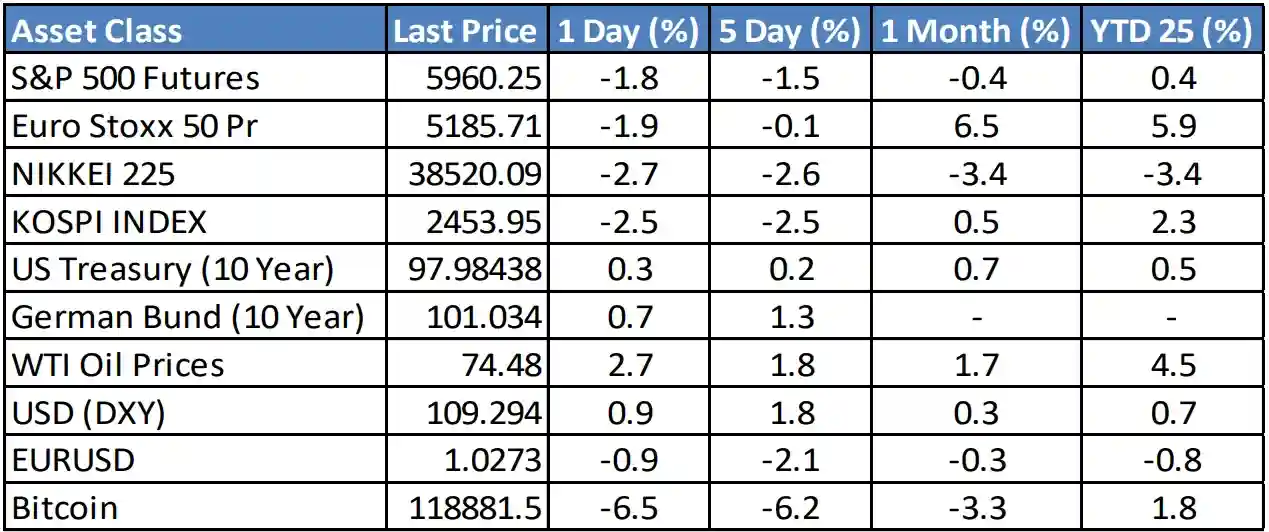 Asset Class Last Price 1 Day (%) 5 Day (%) 1 Month (%) YTD 25 (%)
S&P 500 Futures 5960.25 -1.8 -1.5 -0.4 0.4
Euro Stoxx 50 Pr 5185.71 -1.9 -0.1 6.5 5.9
NIKKEI 225 38520.09 -2.7 -2.6 -3.4 -3.4
KOSPI INDEX 2453.95 -2.5 -2.5 0.5 2.3
US Treasury (10 Year) 97.98438 0.3 0.2 0.7 0.5
German Bund (10 Year) 101.034 0.7 1.3 - -
WTI Oil Prices 74.48 2.7 1.8 1.7 4.5
USD (DXY) 109.294 0.9 1.8 0.3 0.7
EURUSD 1.0273 -0.9 -2.1 -0.3 -0.8
Bitcoin 118881.5 -6.5 -6.2 -3.3 1.8